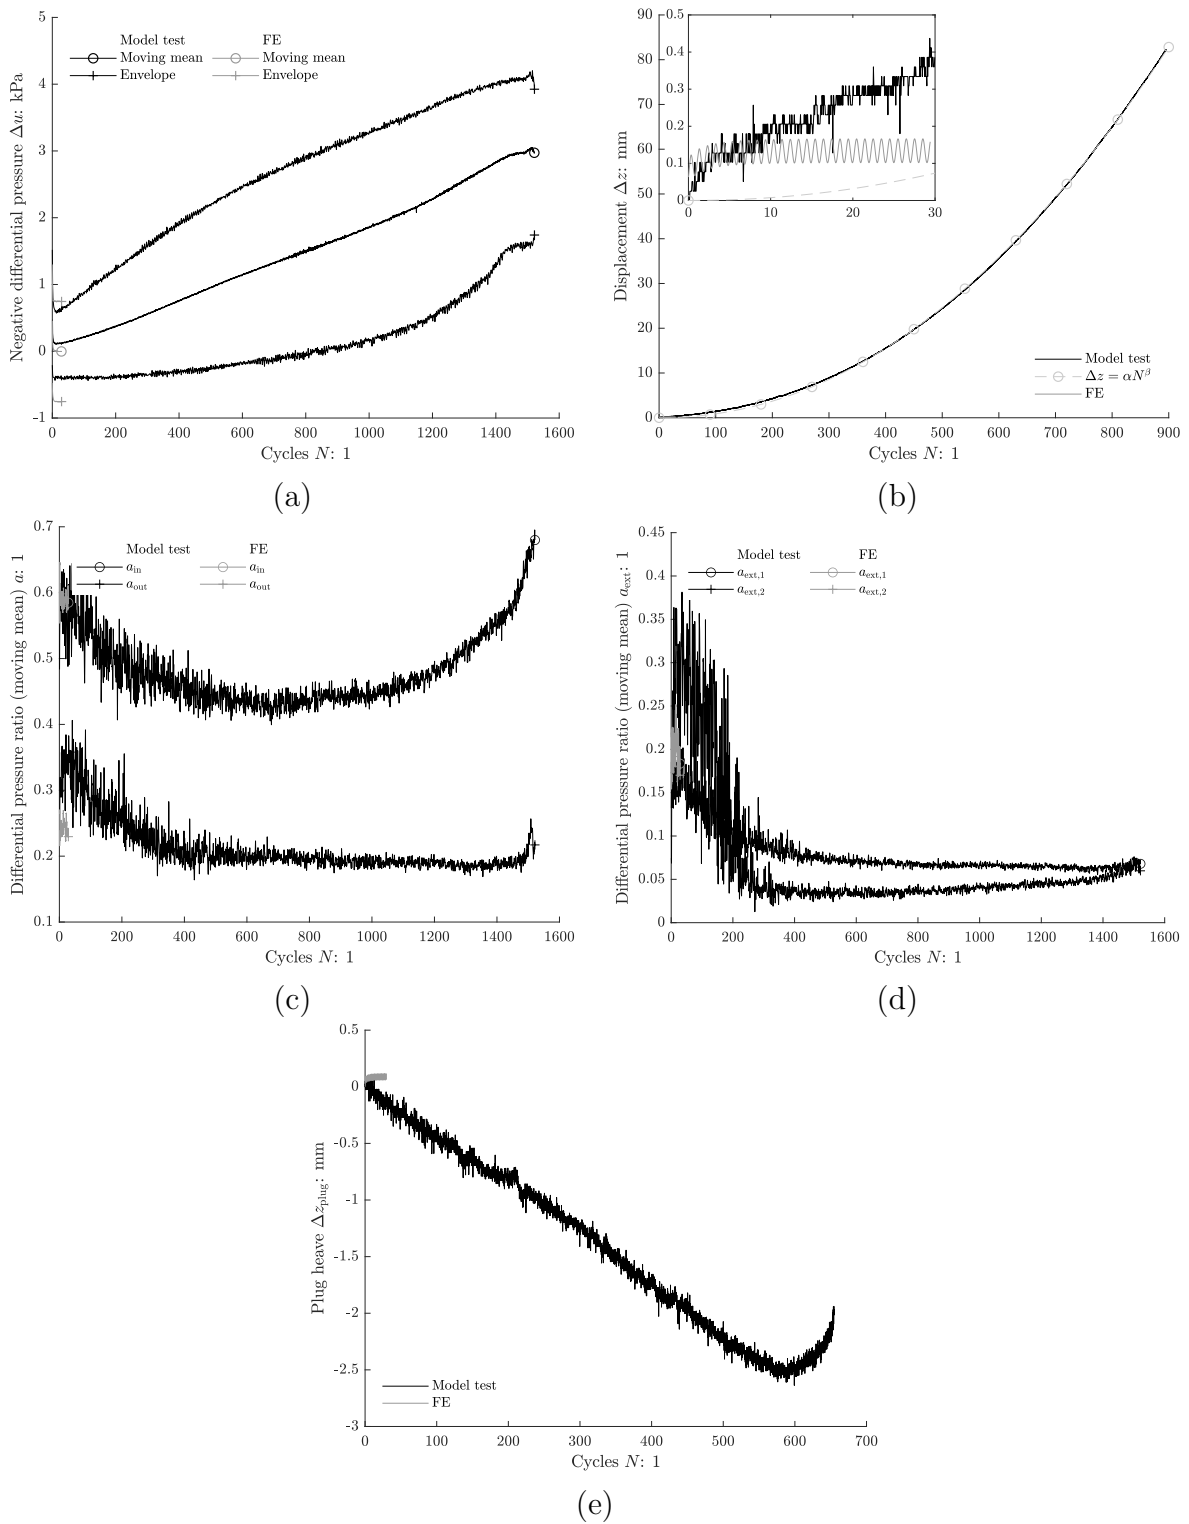 Negative differential pressure Δu: kPa
5
4
3
2
1
0
-1
Model test FE
Moving mean Moving mean
Envelope Envelope
0 200 400 600 800 1000 1200 1400 1600
Cycles N: 1
(a)
Displacement Δz: mm
90
80
70
60
50
40
30
20
10
0
0.5
0.4
0.3
0.2
0.1
0
0 10 20 30
Model test
Δz = αN^β
FE
0 100 200 300 400 500 600 700 800 900
Cycles N: 1
(b)
Differential pressure ratio (moving mean) a: 1
0.7
0.6
0.5
0.4
0.3
0.2
0.1
Model test FE
a_in a_in
a_out a_out
0 200 400 600 800 1000 1200 1400 1600
Cycles N: 1
(c)
Differential pressure ratio (moving mean) a_ext: 1
0.45
0.4
0.35
0.3
0.25
0.2
0.15
0.1
0.05
0
Model test FE
a_ext,1 a_ext,1
a_ext,2 a_ext,2
0 200 400 600 800 1000 1200 1400 1600
Cycles N: 1
(d)
Plug heave Δz_plug: mm
0.5
0
-0.5
-1
-1.5
-2
-2.5
-3
Model test
FE
0 100 200 300 400 500 600 700
Cycles N: 1
(e)